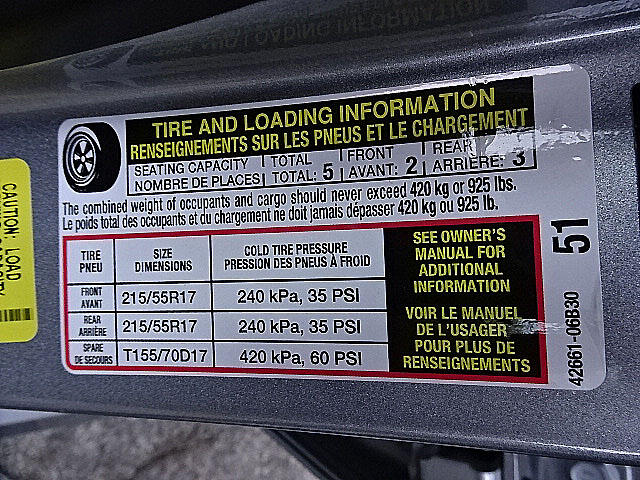 TIRE AND LOADING INFORMATION
RENSEIGNEMENTS SUR LES PNEUS ET LE CHARGEMENT
SEATING CAPACITY TOTAL FRONT REAR
NOMBRE DE PLACES TOTAL: 5 AVANT: 2 ARRIÈRE: 3
The combined weight of occupants and cargo should never exceed 420 kg or 925 lbs.
Le poids total des occupants et du chargement ne doit jamais dépasser 420 kg ou 925 lb.
TIRE SIZE COLD TIRE PRESSURE
PNEU DIMENSIONS PRESSION DES PNEUS À FROID
FRONT
AVANT 215/55R17 240 kPa, 35 PSI
REAR
ARRIÈRE 215/55R17 240 kPa, 35 PSI
SPARE
DE SECOURS T155/70D17 420 kPa, 60 PSI
SEE OWNER'S
MANUAL FOR
ADDITIONAL
INFORMATION
VOIR LE MANUEL
DE L'USAGER
POUR PLUS DE
RENSEIGNEMENTS
51
42661-06B30
CAUTION: LOAD